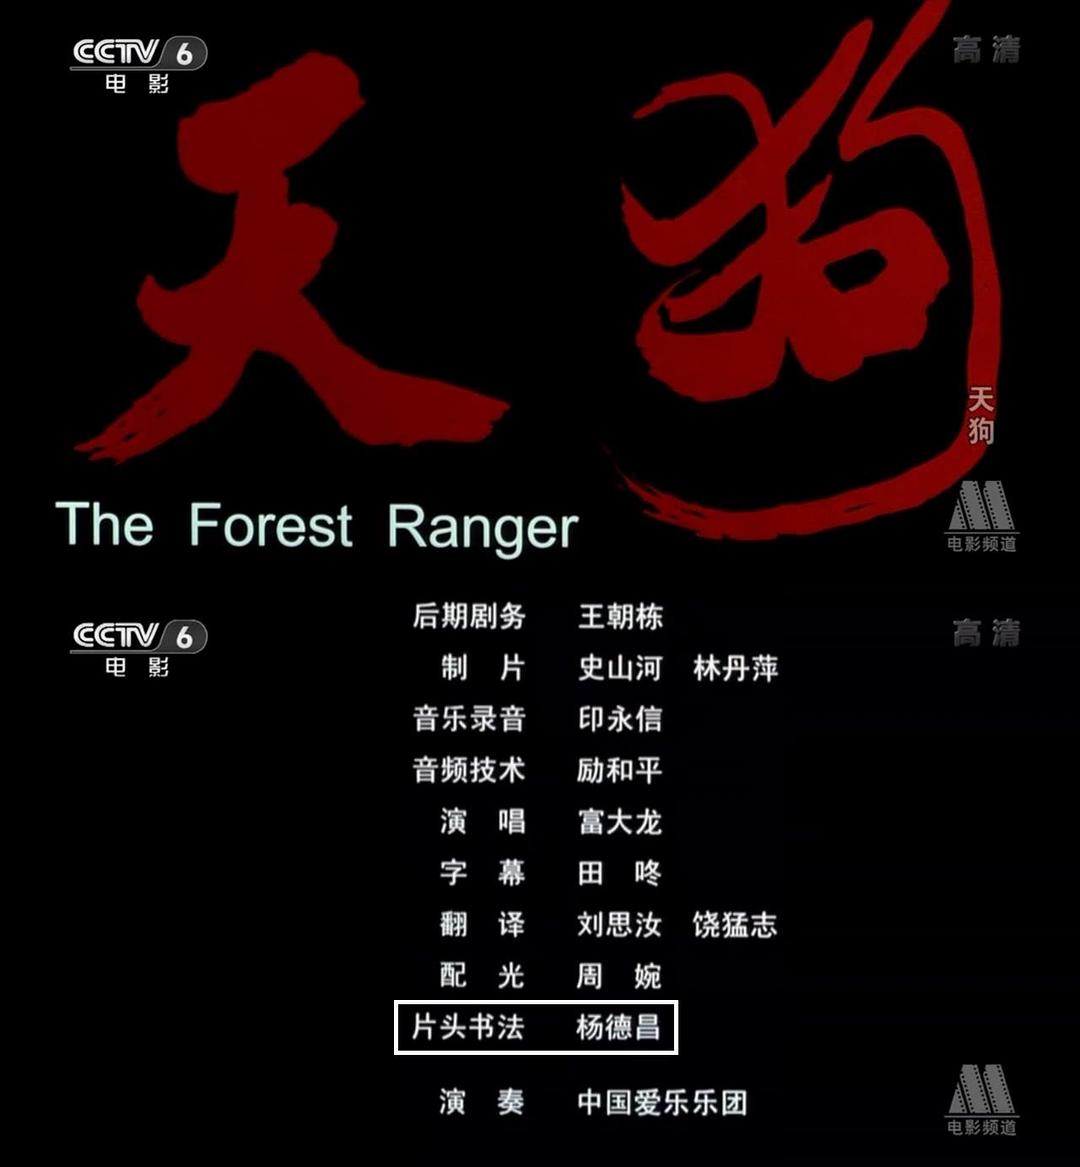 CCTV 6
电影
高清
天狗
天狗
The Forest Ranger
电影频道
CCTV 6
电影
高清
后期剧务 王朝栋
制 片 史山河 林丹萍
音乐录音 印永信
音频技术 励和平
演 唱 富大龙
字 幕 田 咚
翻 译 刘思汝 饶猛志
配 光 周 婉
片头书法 杨德昌
演 奏 中国爱乐乐团
电影频道